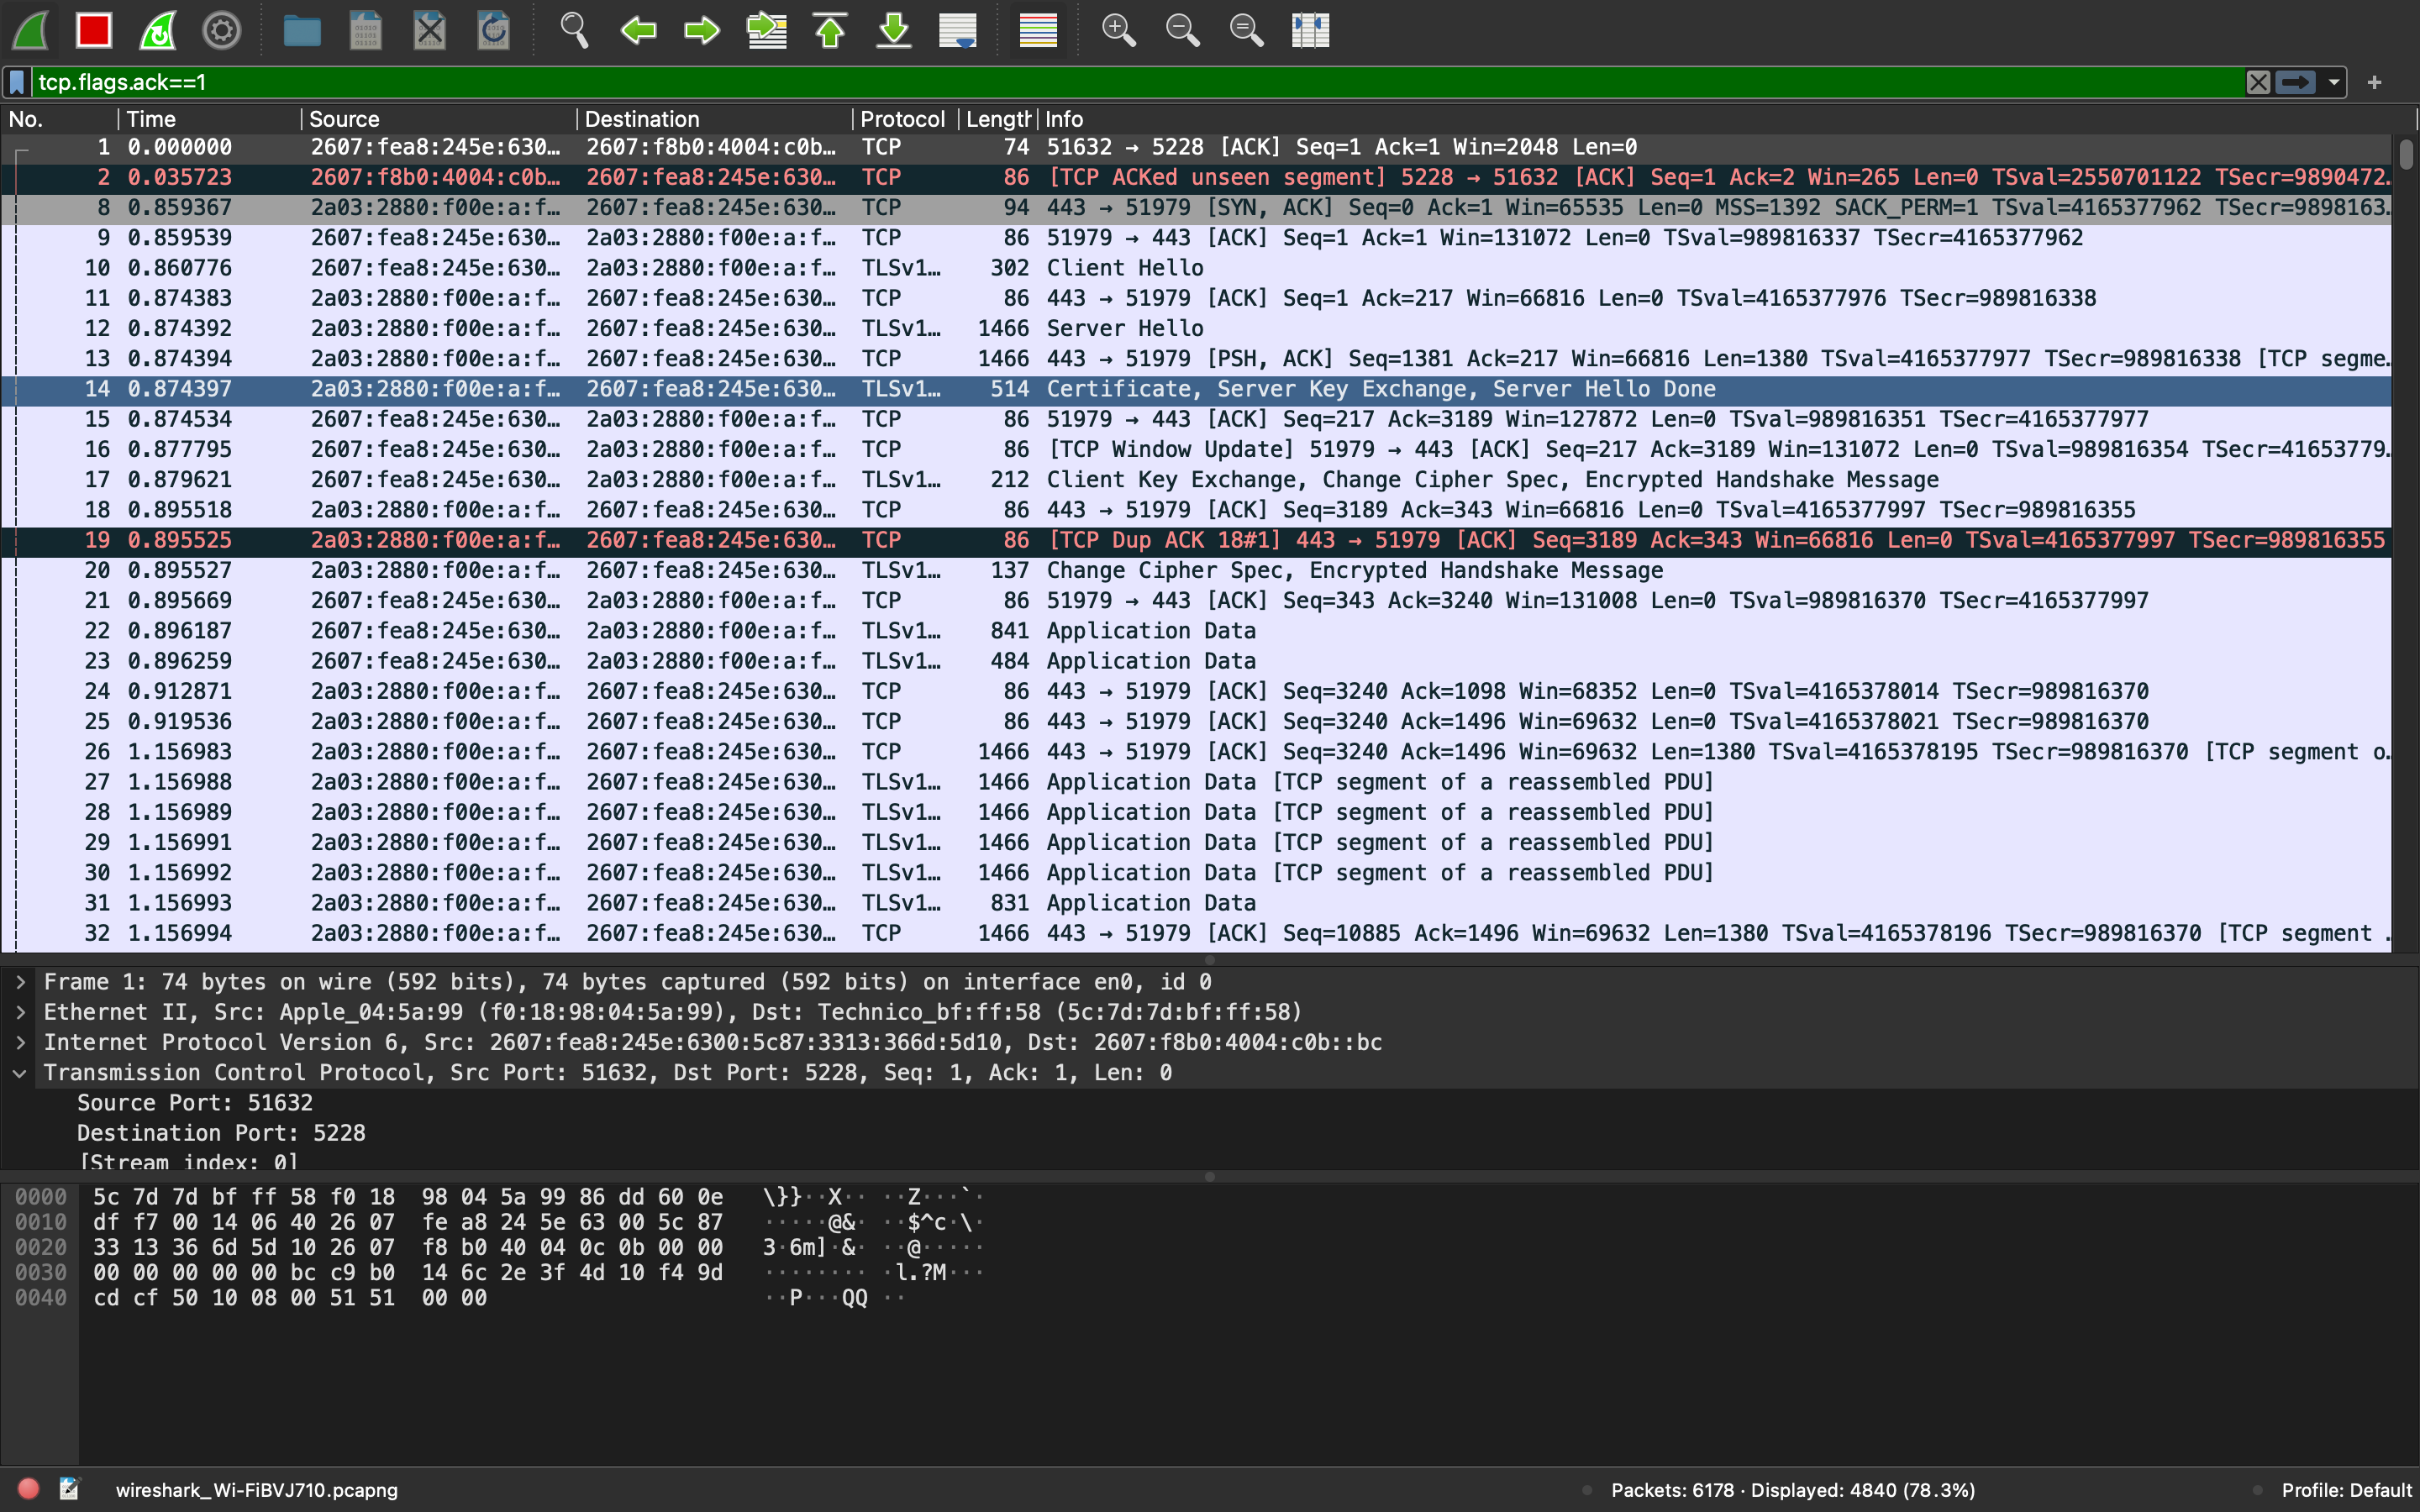 tcp.flags.ack==1
No. Time Source Destination Protocol Length Info
1 0.000000 2607:fea8:245e:630… 2607:f8b0:4004:c0b… TCP 74 51632 → 5228 [ACK] Seq=1 Ack=1 Win=2048 Len=0
2 0.035723 2607:f8b0:4004:c0b… 2607:fea8:245e:630… TCP 86 [TCP ACKed unseen segment] 5228 → 51632 [ACK] Seq=1 Ack=2 Win=265 Len=0 TSval=2550701122 TSecr=9890472…
8 0.859367 2a03:2880:f00e:a:f… 2607:fea8:245e:630… TCP 94 443 → 51979 [SYN, ACK] Seq=0 Ack=1 Win=65535 Len=0 MSS=1392 SACK_PERM=1 TSval=4165377962 TSecr=9898163…
9 0.859539 2607:fea8:245e:630… 2a03:2880:f00e:a:f… TCP 86 51979 → 443 [ACK] Seq=1 Ack=1 Win=131072 Len=0 TSval=989816337 TSecr=4165377962
10 0.860776 2607:fea8:245e:630… 2a03:2880:f00e:a:f… TLSv1… 302 Client Hello
11 0.874383 2a03:2880:f00e:a:f… 2607:fea8:245e:630… TCP 86 443 → 51979 [ACK] Seq=1 Ack=217 Win=66816 Len=0 TSval=4165377976 TSecr=989816338
12 0.874392 2a03:2880:f00e:a:f… 2607:fea8:245e:630… TLSv1… 1466 Server Hello
13 0.874394 2a03:2880:f00e:a:f… 2607:fea8:245e:630… TCP 1466 443 → 51979 [PSH, ACK] Seq=1381 Ack=217 Win=66816 Len=1380 TSval=4165377977 TSecr=989816338 [TCP segme…
14 0.874397 2a03:2880:f00e:a:f… 2607:fea8:245e:630… TLSv1… 514 Certificate, Server Key Exchange, Server Hello Done
15 0.874534 2607:fea8:245e:630… 2a03:2880:f00e:a:f… TCP 86 51979 → 443 [ACK] Seq=217 Ack=3189 Win=127872 Len=0 TSval=989816351 TSecr=4165377977
16 0.877795 2607:fea8:245e:630… 2a03:2880:f00e:a:f… TCP 86 [TCP Window Update] 51979 → 443 [ACK] Seq=217 Ack=3189 Win=131072 Len=0 TSval=989816354 TSecr=41653779…
17 0.879621 2607:fea8:245e:630… 2a03:2880:f00e:a:f… TLSv1… 212 Client Key Exchange, Change Cipher Spec, Encrypted Handshake Message
18 0.895518 2a03:2880:f00e:a:f… 2607:fea8:245e:630… TCP 86 443 → 51979 [ACK] Seq=3189 Ack=343 Win=66816 Len=0 TSval=4165377997 TSecr=989816355
19 0.895525 2a03:2880:f00e:a:f… 2607:fea8:245e:630… TCP 86 [TCP Dup ACK 18#1] 443 → 51979 [ACK] Seq=3189 Ack=343 Win=66816 Len=0 TSval=4165377997 TSecr=989816355
20 0.895527 2a03:2880:f00e:a:f… 2607:fea8:245e:630… TLSv1… 137 Change Cipher Spec, Encrypted Handshake Message
21 0.895669 2607:fea8:245e:630… 2a03:2880:f00e:a:f… TCP 86 51979 → 443 [ACK] Seq=343 Ack=3240 Win=131008 Len=0 TSval=989816370 TSecr=4165377997
22 0.896187 2607:fea8:245e:630… 2a03:2880:f00e:a:f… TLSv1… 841 Application Data
23 0.896259 2607:fea8:245e:630… 2a03:2880:f00e:a:f… TLSv1… 484 Application Data
24 0.912871 2a03:2880:f00e:a:f… 2607:fea8:245e:630… TCP 86 443 → 51979 [ACK] Seq=3240 Ack=1098 Win=68352 Len=0 TSval=4165378014 TSecr=989816370
25 0.919536 2a03:2880:f00e:a:f… 2607:fea8:245e:630… TCP 86 443 → 51979 [ACK] Seq=3240 Ack=1496 Win=69632 Len=0 TSval=4165378021 TSecr=989816370
26 1.156983 2a03:2880:f00e:a:f… 2607:fea8:245e:630… TCP 1466 443 → 51979 [ACK] Seq=3240 Ack=1496 Win=69632 Len=1380 TSval=4165378195 TSecr=989816370 [TCP segment o…
27 1.156988 2a03:2880:f00e:a:f… 2607:fea8:245e:630… TLSv1… 1466 Application Data [TCP segment of a reassembled PDU]
28 1.156989 2a03:2880:f00e:a:f… 2607:fea8:245e:630… TLSv1… 1466 Application Data [TCP segment of a reassembled PDU]
29 1.156991 2a03:2880:f00e:a:f… 2607:fea8:245e:630… TLSv1… 1466 Application Data [TCP segment of a reassembled PDU]
30 1.156992 2a03:2880:f00e:a:f… 2607:fea8:245e:630… TLSv1… 1466 Application Data [TCP segment of a reassembled PDU]
31 1.156993 2a03:2880:f00e:a:f… 2607:fea8:245e:630… TLSv1… 831 Application Data
32 1.156994 2a03:2880:f00e:a:f… 2607:fea8:245e:630… TCP 1466 443 → 51979 [ACK] Seq=10885 Ack=1496 Win=69632 Len=1380 TSval=4165378196 TSecr=989816370 [TCP segment …
Frame 1: 74 bytes on wire (592 bits), 74 bytes captured (592 bits) on interface en0, id 0
Ethernet II, Src: Apple_04:5a:99 (f0:18:98:04:5a:99), Dst: Technico_bf:ff:58 (5c:7d:7d:bf:ff:58)
Internet Protocol Version 6, Src: 2607:fea8:245e:6300:5c87:3313:366d:5d10, Dst: 2607:f8b0:4004:c0b::bc
Transmission Control Protocol, Src Port: 51632, Dst Port: 5228, Seq: 1, Ack: 1, Len: 0
Source Port: 51632
Destination Port: 5228
[Stream index: 0]
0000 5c 7d 7d bf ff 58 f0 18 98 04 5a 99 86 dd 60 0e \}}··X·· ··Z···`·
0010 df f7 00 14 06 40 26 07 fe a8 24 5e 63 00 5c 87 ·····@&· ··$^c·\·
0020 33 13 36 6d 5d 10 26 07 f8 b0 40 04 0c 0b 00 00 3·6m]·&· ··@·····
0030 00 00 00 00 00 bc c9 b0 14 6c 2e 3f 4d 10 f4 9d ········ ·l.?M···
0040 cd cf 50 10 08 00 51 51 00 00 ··P···QQ ··
wireshark_Wi-FiBVJ710.pcapng Packets: 6178 · Displayed: 4840 (78.3%) Profile: Default